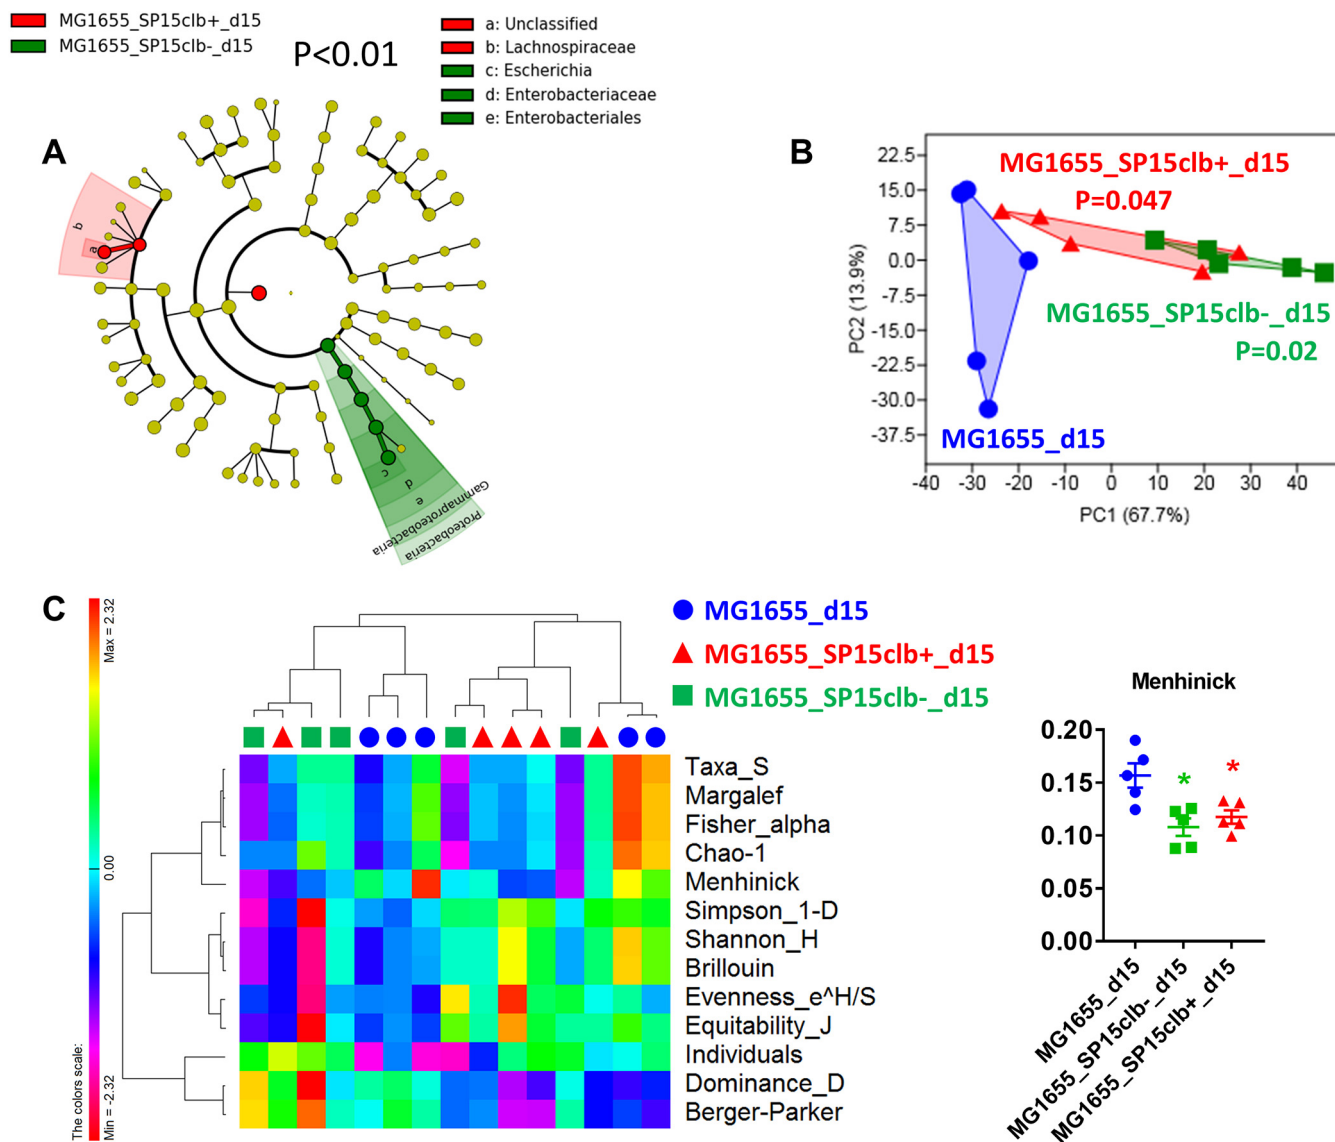 MG1655_SP15clb+_d15
MG1655_SP15clb-_d15
P<0.01
a: Unclassified
b: Lachnospiraceae
c: Escherichia
d: Enterobacteriaceae
e: Enterobacteriales
A
b
a
c
d
e
Gammaproteobacteria
Proteobacteria
B
MG1655_SP15clb+_d15
P=0.047
MG1655_SP15clb-_d15
P=0.02
MG1655_d15
PC2 (13.9%)
22.5
15.0
7.5
0.0
-7.5
-15.0
-22.5
-30.0
-37.5
-40 -30 -20 -10 0 10 20 30 40
PC1 (67.7%)
C
The colors scale:
Min = -2.32
0.00
Max = 2.32
MG1655_d15
MG1655_SP15clb+_d15
MG1655_SP15clb-_d15
Taxa_S
Margalef
Fisher_alpha
Chao-1
Menhinick
Simpson_1-D
Shannon_H
Brillouin
Evenness_e^H/S
Equitability_J
Individuals
Dominance_D
Berger-Parker
Menhinick
0.20
0.15
0.10
0.05
0.00
* *
MG1655_d15
MG1655_SP15clb-_d15
MG1655_SP15clb+_d15